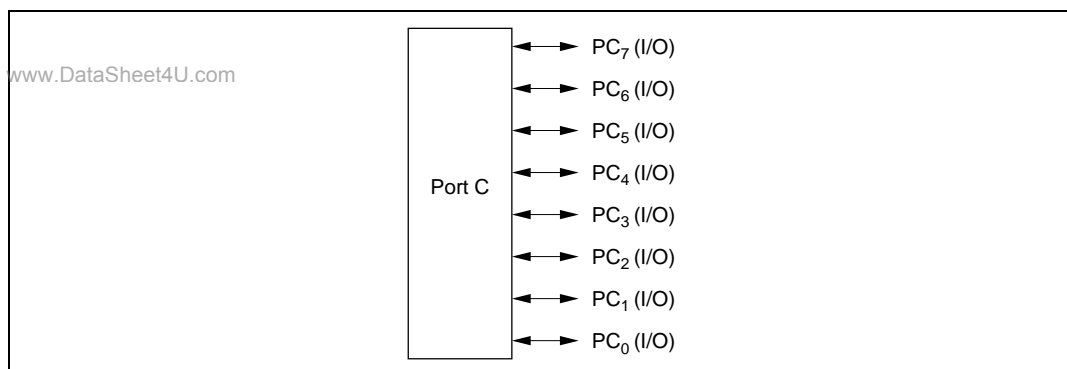 PC₇ (I/O)
www.DataSheet4U.com
PC₆ (I/O)
PC₅ (I/O)
PC₄ (I/O)
Port C
PC₃ (I/O)
PC₂ (I/O)
PC₁ (I/O)
PC₀ (I/O)